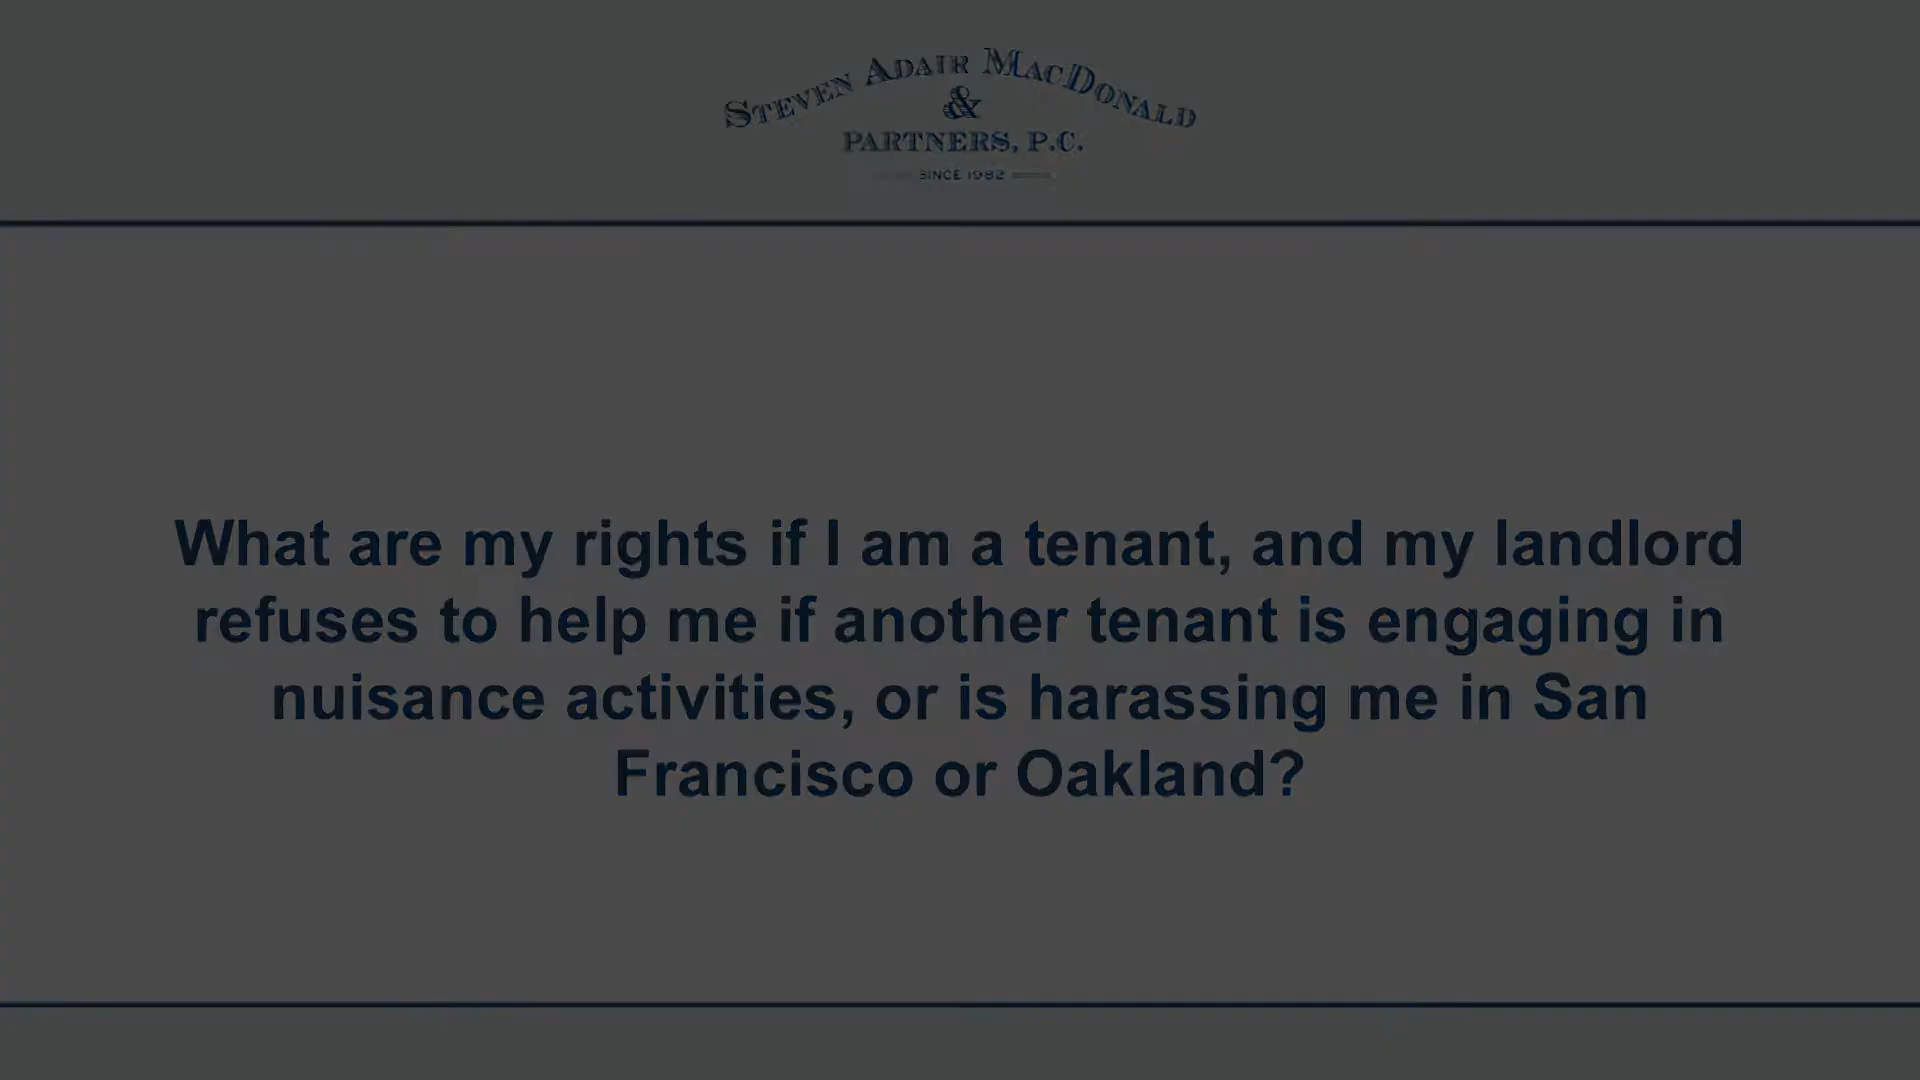 STEVEN ADAIR MACDONALD
&
PARTNERS, P.C.
SINCE 1982
What are my rights if I am a tenant, and my landlord
refuses to help me if another tenant is engaging in
nuisance activities, or is harassing me in San
Francisco or Oakland?